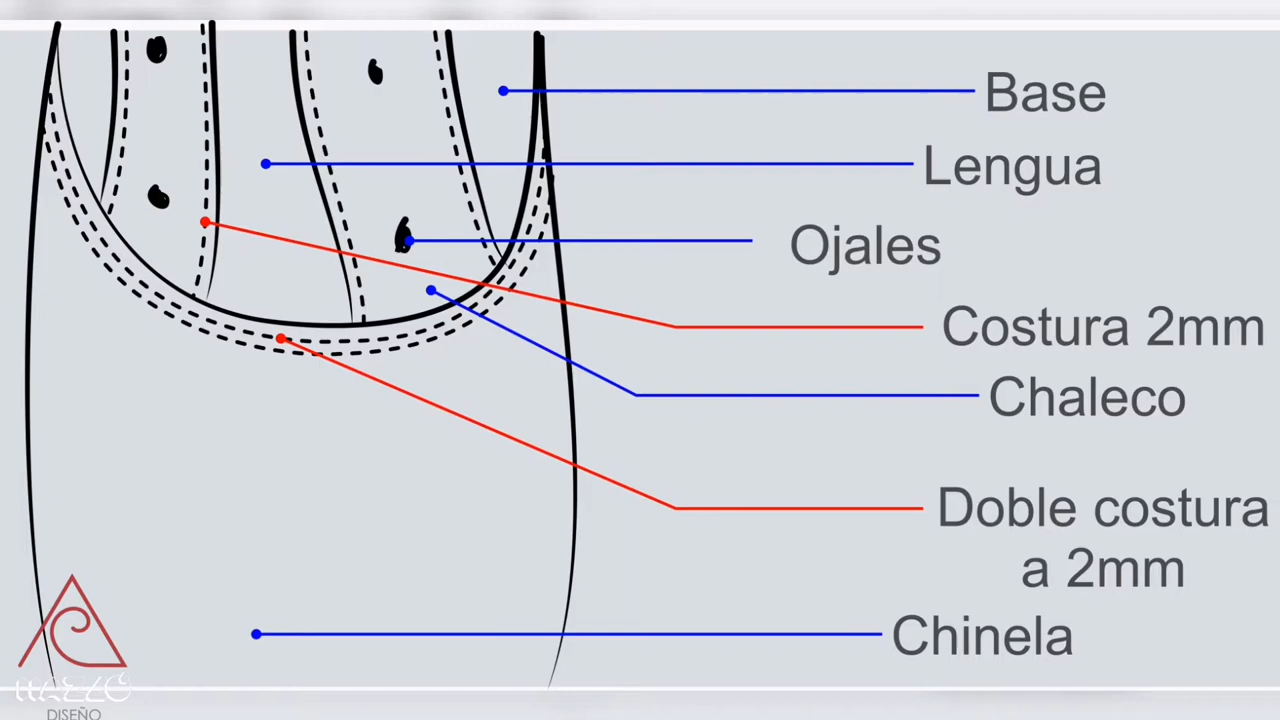 Base
Lengua
Ojales
Costura 2mm
Chaleco
Doble costura
a 2mm
Chinela
DISEÑO